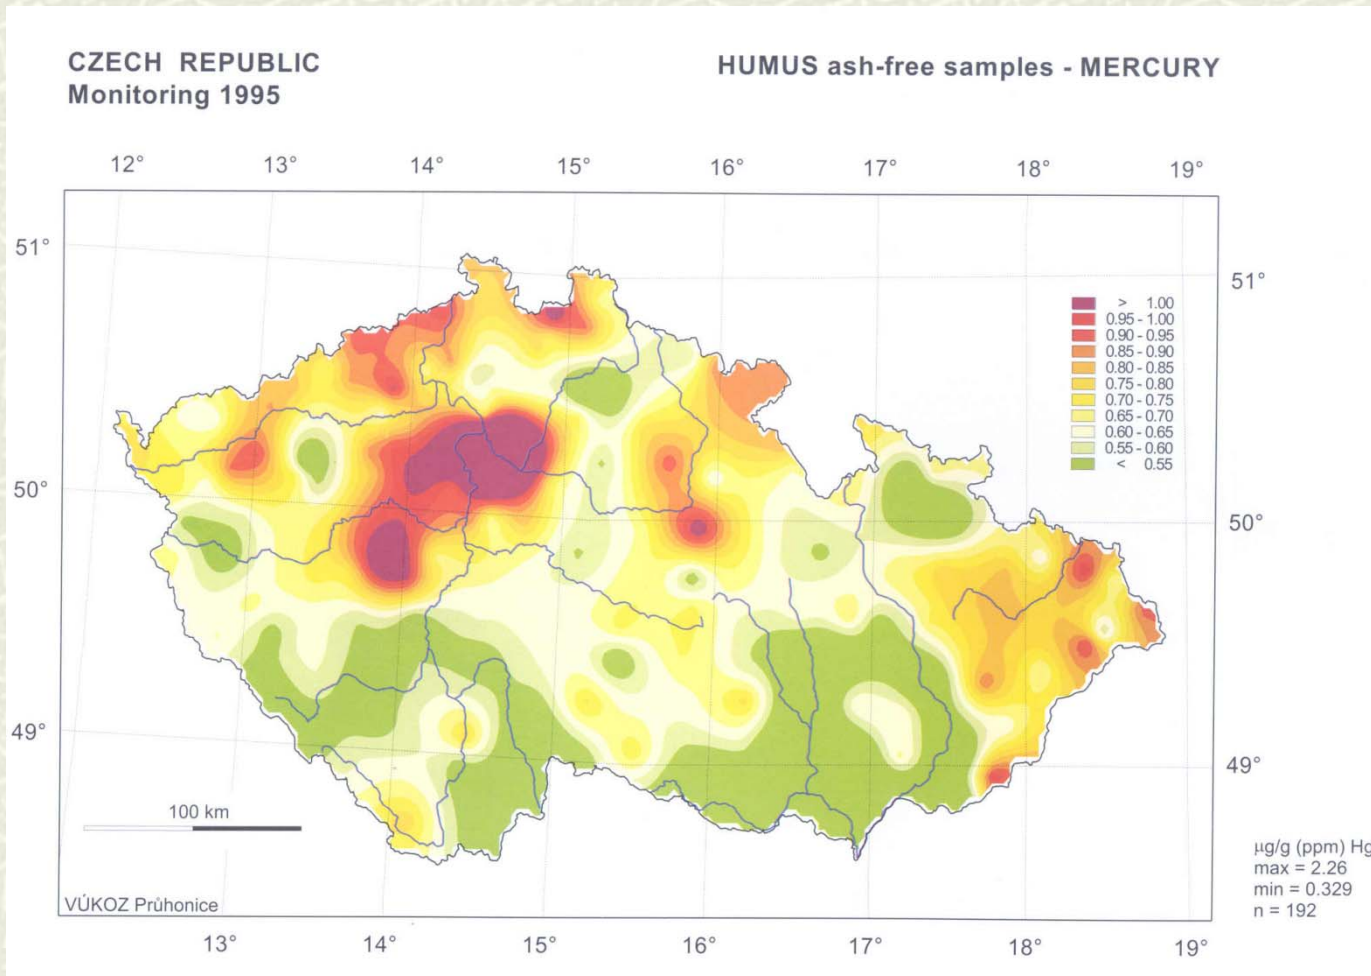 CZECH REPUBLIC
Monitoring 1995
HUMUS ash-free samples - MERCURY
12° 13° 14° 15° 16° 17° 18° 19°
51°
51°
> 1.00
0.95 - 1.00
0.90 - 0.95
0.85 - 0.90
0.80 - 0.85
0.75 - 0.80
0.70 - 0.75
0.65 - 0.70
0.60 - 0.65
0.55 - 0.60
< 0.55
50°
50°
49°
49°
100 km
µg/g (ppm) Hg
max = 2.26
min = 0.329
n = 192
VÚKOZ Průhonice
13° 14° 15° 16° 17° 18° 19°